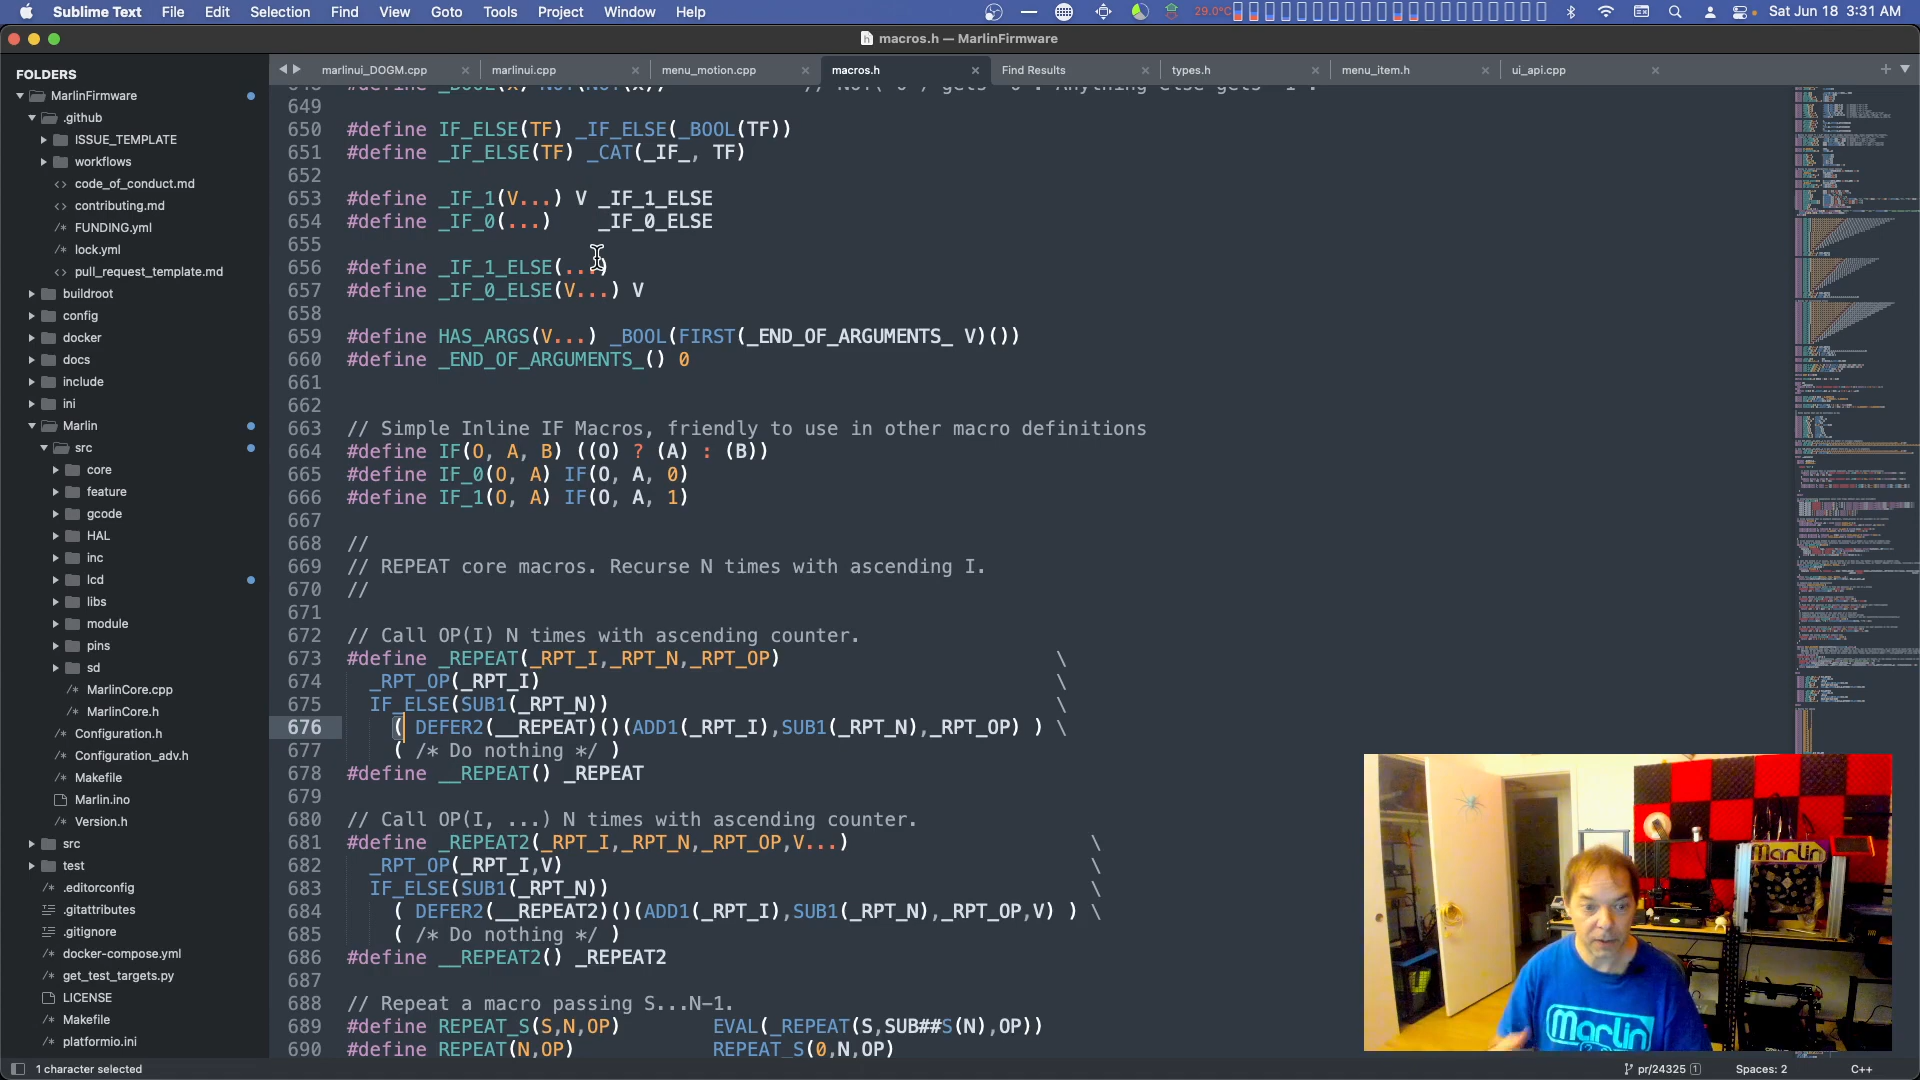 Sublime Text File Edit Selection Find View Goto Tools Project Window Help 29.0°C Sat Jun 18 3:31 AM
macros.h — MarlinFirmware
FOLDERS
MarlinFirmware
.github
ISSUE_TEMPLATE
workflows
code_of_conduct.md
contributing.md
FUNDING.yml
lock.yml
pull_request_template.md
buildroot
config
docker
docs
include
ini
Marlin
src
core
feature
gcode
HAL
inc
lcd
libs
module
pins
sd
MarlinCore.cpp
MarlinCore.h
Configuration.h
Configuration_adv.h
Makefile
Marlin.ino
Version.h
src
test
.editorconfig
.gitattributes
.gitignore
docker-compose.yml
get_test_targets.py
LICENSE
Makefile
platformio.ini
marlinui_DOGM.cpp marlinui.cpp menu_motion.cpp macros.h Find Results types.h menu_item.h ui_api.cpp
649
650 #define IF_ELSE(TF) _IF_ELSE(_BOOL(TF))
651 #define _IF_ELSE(TF) _CAT(_IF_, TF)
652
653 #define _IF_1(V...) V _IF_1_ELSE
654 #define _IF_0(...)    _IF_0_ELSE
655
656 #define _IF_1_ELSE(...)
657 #define _IF_0_ELSE(V...) V
658
659 #define HAS_ARGS(V...) _BOOL(FIRST(_END_OF_ARGUMENTS_ V)())
660 #define _END_OF_ARGUMENTS_() 0
661
662
663 // Simple Inline IF Macros, friendly to use in other macro definitions
664 #define IF(O, A, B) ((O) ? (A) : (B))
665 #define IF_0(O, A) IF(O, A, 0)
666 #define IF_1(O, A) IF(O, A, 1)
667
668 //
669 // REPEAT core macros. Recurse N times with ascending I.
670 //
671
672 // Call OP(I) N times with ascending counter.
673 #define _REPEAT(_RPT_I,_RPT_N,_RPT_OP) \
674 _RPT_OP(_RPT_I) \
675 IF_ELSE(SUB1(_RPT_N)) \
676 ( DEFER2(__REPEAT)()(ADD1(_RPT_I),SUB1(_RPT_N),_RPT_OP) ) \
677 ( /* Do nothing */ )
678 #define __REPEAT() _REPEAT
679
680 // Call OP(I, ...) N times with ascending counter.
681 #define _REPEAT2(_RPT_I,_RPT_N,_RPT_OP,V...) \
682 _RPT_OP(_RPT_I,V) \
683 IF_ELSE(SUB1(_RPT_N)) \
684 ( DEFER2(__REPEAT2)()(ADD1(_RPT_I),SUB1(_RPT_N),_RPT_OP,V) ) \
685 ( /* Do nothing */ )
686 #define __REPEAT2() _REPEAT2
687
688 // Repeat a macro passing S...N-1.
689 #define REPEAT_S(S,N,OP) EVAL(_REPEAT(S,SUB##S(N),OP))
690 #define REPEAT(N,OP) REPEAT_S(0,N,OP)
Marlin
Marlin
1 character selected pr/24325 1 Spaces: 2 C++